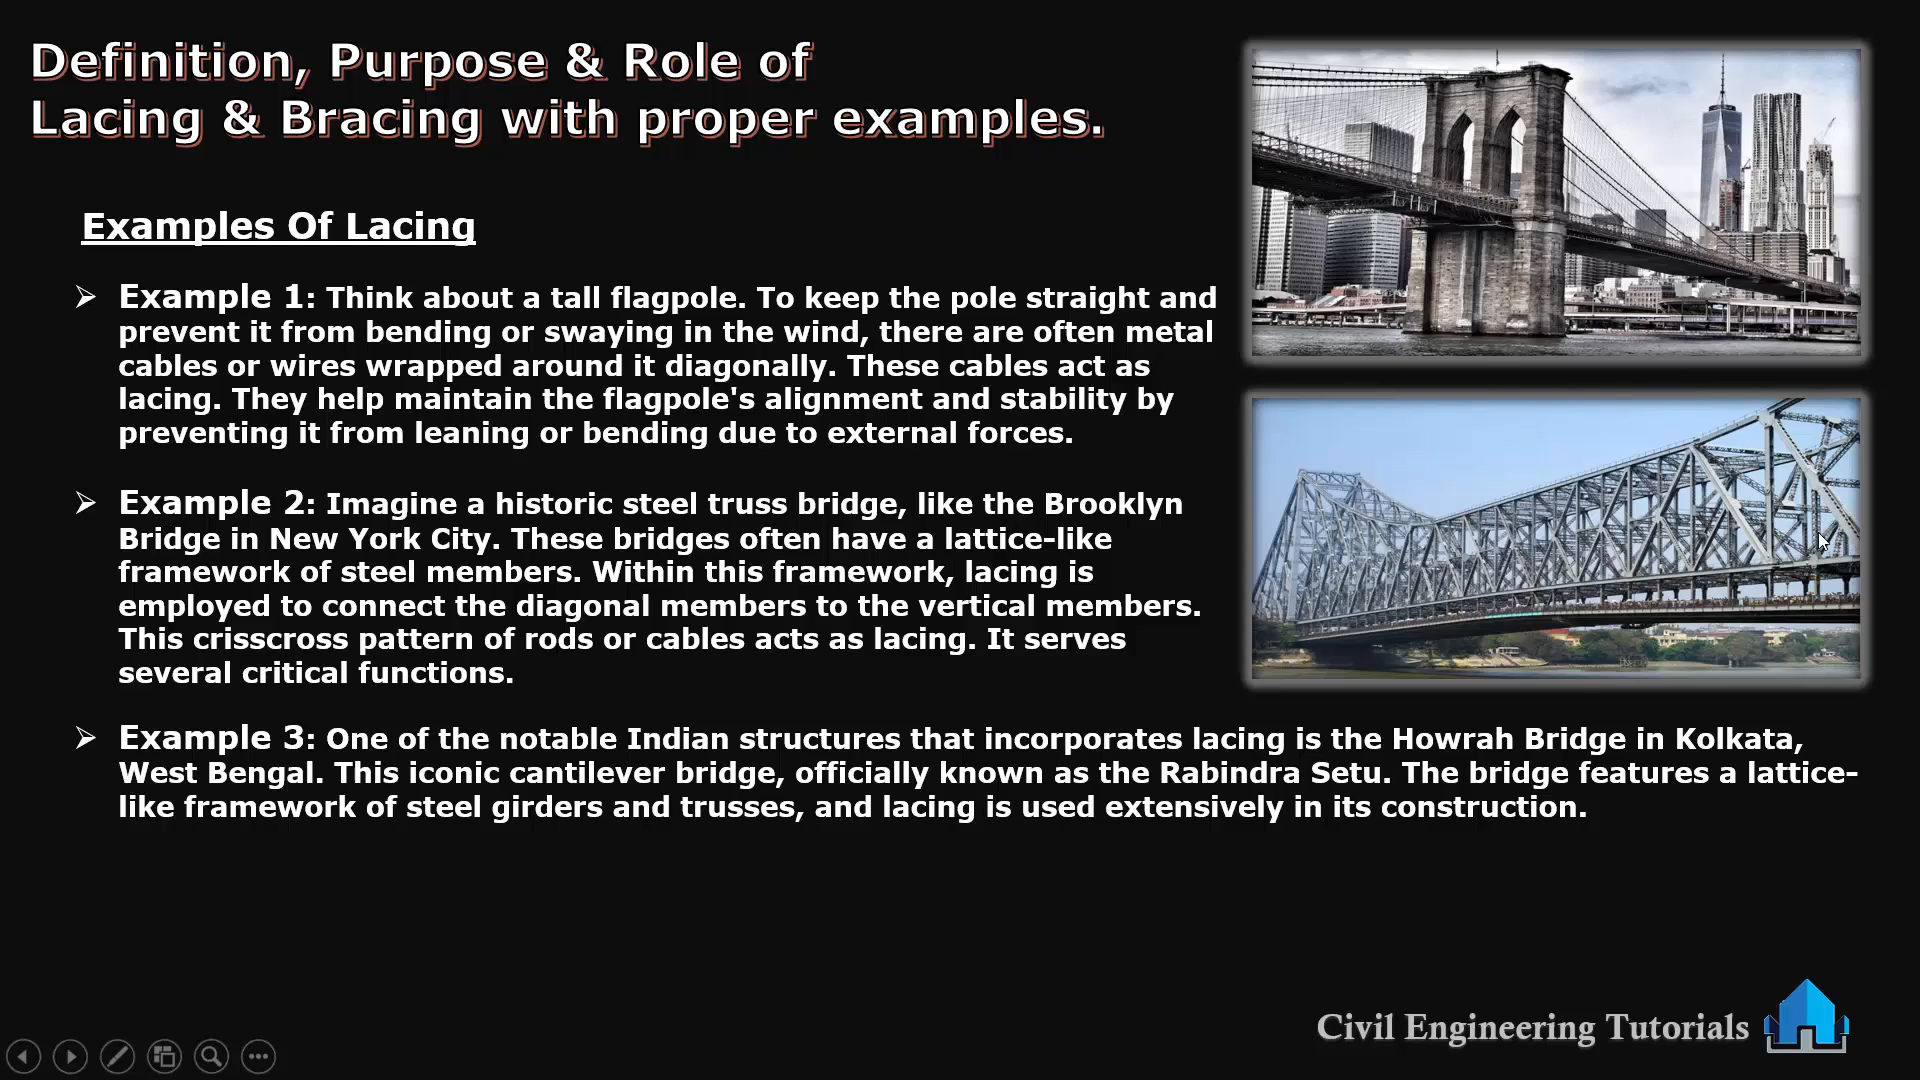 Definition, Purpose & Role of
Lacing & Bracing with proper examples.
Examples Of Lacing
Example 1: Think about a tall flagpole. To keep the pole straight and
prevent it from bending or swaying in the wind, there are often metal
cables or wires wrapped around it diagonally. These cables act as
lacing. They help maintain the flagpole's alignment and stability by
preventing it from leaning or bending due to external forces.
Example 2: Imagine a historic steel truss bridge, like the Brooklyn
Bridge in New York City. These bridges often have a lattice-like
framework of steel members. Within this framework, lacing is
employed to connect the diagonal members to the vertical members.
This crisscross pattern of rods or cables acts as lacing. It serves
several critical functions.
Example 3: One of the notable Indian structures that incorporates lacing is the Howrah Bridge in Kolkata,
West Bengal. This iconic cantilever bridge, officially known as the Rabindra Setu. The bridge features a lattice-
like framework of steel girders and trusses, and lacing is used extensively in its construction.
Civil Engineering Tutorials